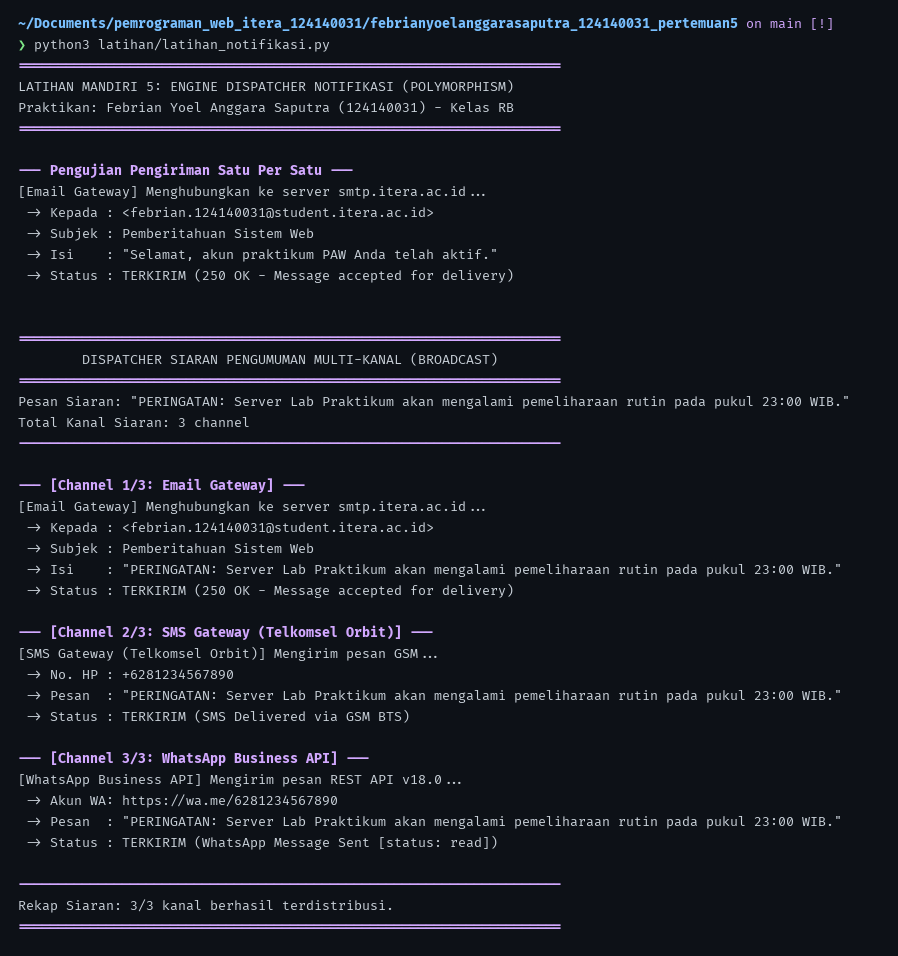 ~/Documents/pemrograman_web_itera_124140031/febrianyoelanggarasaputra_124140031_pertemuan5 on main [!]
❯ python3 latihan/latihan_notifikasi.py
====================================================================
LATIHAN MANDIRI 5: ENGINE DISPATCHER NOTIFIKASI (POLYMORPHISM)
Praktikan: Febrian Yoel Anggara Saputra (124140031) - Kelas RB
====================================================================
--- Pengujian Pengiriman Satu Per Satu ---
[Email Gateway] Menghubungkan ke server smtp.itera.ac.id...
 -> Kepada : <febrian.124140031@student.itera.ac.id>
 -> Subjek : Pemberitahuan Sistem Web
 -> Isi    : "Selamat, akun praktikum PAW Anda telah aktif."
 -> Status : TERKIRIM (250 OK - Message accepted for delivery)
====================================================================
        DISPATCHER SIARAN PENGUMUMAN MULTI-KANAL (BROADCAST)
====================================================================
Pesan Siaran: "PERINGATAN: Server Lab Praktikum akan mengalami pemeliharaan rutin pada pukul 23:00 WIB."
Total Kanal Siaran: 3 channel
--------------------------------------------------------------------
--- [Channel 1/3: Email Gateway] ---
[Email Gateway] Menghubungkan ke server smtp.itera.ac.id...
 -> Kepada : <febrian.124140031@student.itera.ac.id>
 -> Subjek : Pemberitahuan Sistem Web
 -> Isi    : "PERINGATAN: Server Lab Praktikum akan mengalami pemeliharaan rutin pada pukul 23:00 WIB."
 -> Status : TERKIRIM (250 OK - Message accepted for delivery)
--- [Channel 2/3: SMS Gateway (Telkomsel Orbit)] ---
[SMS Gateway (Telkomsel Orbit)] Mengirim pesan GSM...
 -> No. HP : +6281234567890
 -> Pesan  : "PERINGATAN: Server Lab Praktikum akan mengalami pemeliharaan rutin pada pukul 23:00 WIB."
 -> Status : TERKIRIM (SMS Delivered via GSM BTS)
--- [Channel 3/3: WhatsApp Business API] ---
[WhatsApp Business API] Mengirim pesan REST API v18.0...
 -> Akun WA: https://wa.me/6281234567890
 -> Pesan  : "PERINGATAN: Server Lab Praktikum akan mengalami pemeliharaan rutin pada pukul 23:00 WIB."
 -> Status : TERKIRIM (WhatsApp Message Sent [status: read])
--------------------------------------------------------------------
Rekap Siaran: 3/3 kanal berhasil terdistribusi.
====================================================================